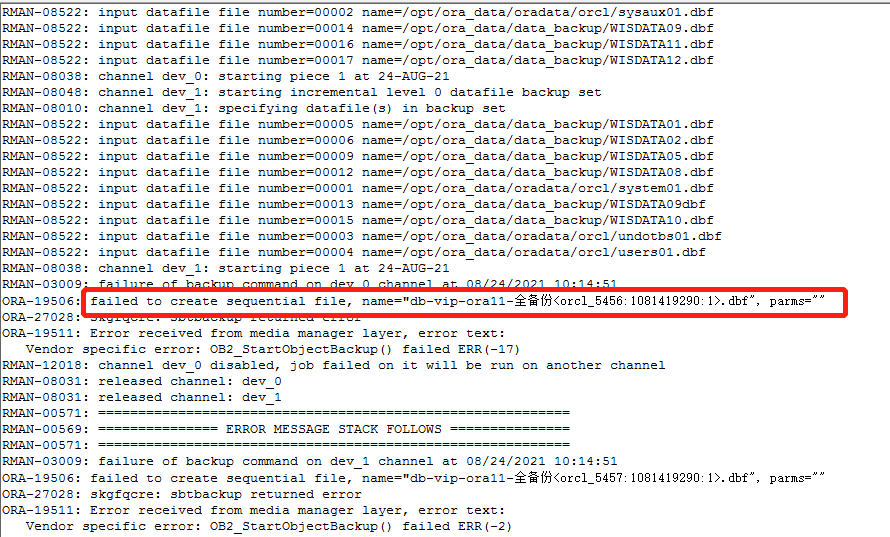 RMAN-08522: input datafile file number=00002 name=/opt/ora_data/oradata/orcl/sysaux01.dbf
RMAN-08522: input datafile file number=00014 name=/opt/ora_data/data_backup/WISDATA09.dbf
RMAN-08522: input datafile file number=00016 name=/opt/ora_data/data_backup/WISDATA11.dbf
RMAN-08522: input datafile file number=00017 name=/opt/ora_data/data_backup/WISDATA12.dbf
RMAN-08038: channel dev_0: starting piece 1 at 24-AUG-21
RMAN-08048: channel dev_1: starting incremental level 0 datafile backup set
RMAN-08010: channel dev_1: specifying datafile(s) in backup set
RMAN-08522: input datafile file number=00005 name=/opt/ora_data/data_backup/WISDATA01.dbf
RMAN-08522: input datafile file number=00006 name=/opt/ora_data/data_backup/WISDATA02.dbf
RMAN-08522: input datafile file number=00009 name=/opt/ora_data/data_backup/WISDATA05.dbf
RMAN-08522: input datafile file number=00012 name=/opt/ora_data/data_backup/WISDATA08.dbf
RMAN-08522: input datafile file number=00001 name=/opt/ora_data/oradata/orcl/system01.dbf
RMAN-08522: input datafile file number=00013 name=/opt/ora_data/data_backup/WISDATA09dbf
RMAN-08522: input datafile file number=00015 name=/opt/ora_data/data_backup/WISDATA10.dbf
RMAN-08522: input datafile file number=00003 name=/opt/ora_data/oradata/orcl/undotbs01.dbf
RMAN-08522: input datafile file number=00004 name=/opt/ora_data/oradata/orcl/users01.dbf
RMAN-08038: channel dev_1: starting piece 1 at 24-AUG-21
RMAN-03009: failure of backup command on dev_0 channel at 08/24/2021 10:14:51
ORA-19506: failed to create sequential file, name="db-vip-ora11-全备份<orcl_5456:1081419290:1>.dbf", parms=""
ORA-27028: skgfqcre: sbtbackup returned error
ORA-19511: Error received from media manager layer, error text:
   Vendor specific error: OB2_StartObjectBackup() failed ERR(-17)
RMAN-12018: channel dev_0 disabled, job failed on it will be run on another channel
RMAN-08031: released channel: dev_0
RMAN-08031: released channel: dev_1
RMAN-00571: ===========================================================
RMAN-00569: =============== ERROR MESSAGE STACK FOLLOWS ===============
RMAN-00571: ===========================================================
RMAN-03009: failure of backup command on dev_1 channel at 08/24/2021 10:14:51
ORA-19506: failed to create sequential file, name="db-vip-ora11-全备份<orcl_5457:1081419290:1>.dbf", parms=""
ORA-27028: skgfqcre: sbtbackup returned error
ORA-19511: Error received from media manager layer, error text:
   Vendor specific error: OB2_StartObjectBackup() failed ERR(-2)